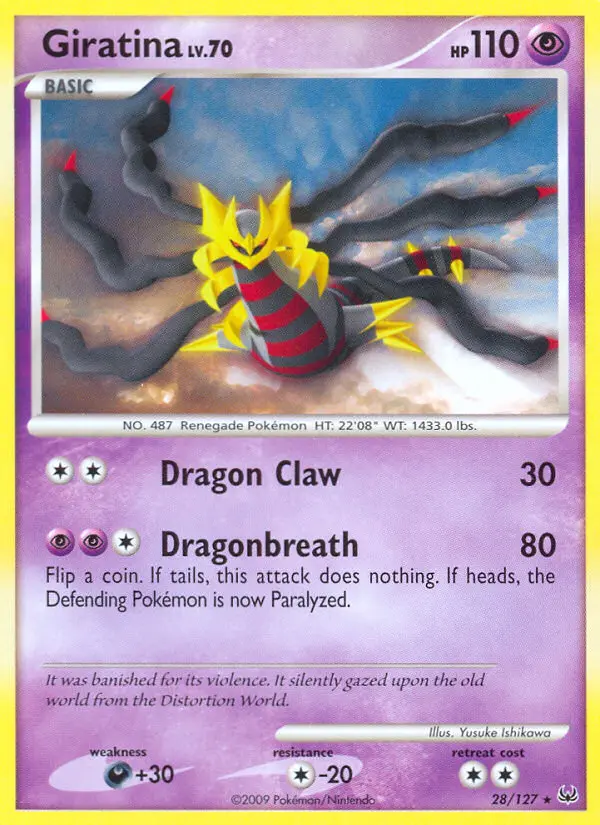 Giratina LV.70
HP 110
BASIC
NO. 487 Renegade Pokémon HT: 22'08" WT: 1433.0 lbs.
Dragon Claw 30
Dragonbreath 80
Flip a coin. If tails, this attack does nothing. If heads, the
Defending Pokémon is now Paralyzed.
It was banished for its violence. It silently gazed upon the old
world from the Distortion World.
Illus. Yusuke Ishikawa
weakness resistance retreat cost
+30 -20
©2009 Pokémon/Nintendo 28/127 ★